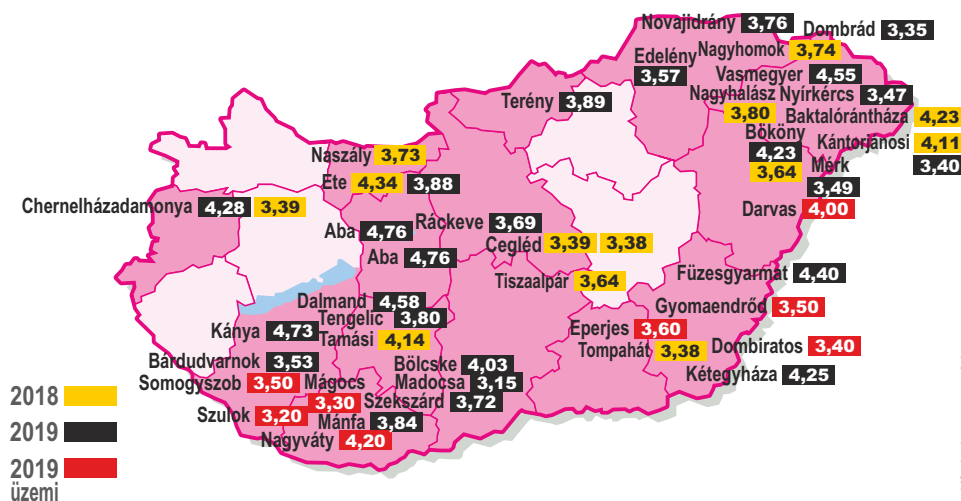 Novajidrány 3,76
Dombrád 3,35
Nagyhomok 3,74
Edelény 3,57
Vasmegyer 4,55
Nagyhalász 3,80
Nyírkércs 3,47
Terény 3,89
Baktalórántháza 4,23
Bököny 4,23 3,64
Kántorjánosi 4,11
Mérk 3,40
3,49
Naszály 3,73
Ete 4,34 3,88
Darvas 4,00
Chernelházadamonya 4,28 3,39
Ráckeve 3,69
Aba 4,76
Cegléd 3,39 3,38
Aba 4,76
Tiszaalpár 3,64
Füzesgyarmat 4,40
Dalmand 4,58
Gyomaendrőd 3,50
Tengelic 3,80
Kánya 4,73
Eperjes 3,60
Tamási 4,14
Tompahát 3,38
Dombiratos 3,40
Bárdudvarnok 3,53
Bölcske 4,03
Kétegyháza 4,25
Somogyszob 3,50
Mágocs 3,30
Madocsa 3,15
2018
Szekszárd 3,72
Szulok 3,20
Mánfa 3,84
2019
Nagyváty 4,20
2019
üzemi